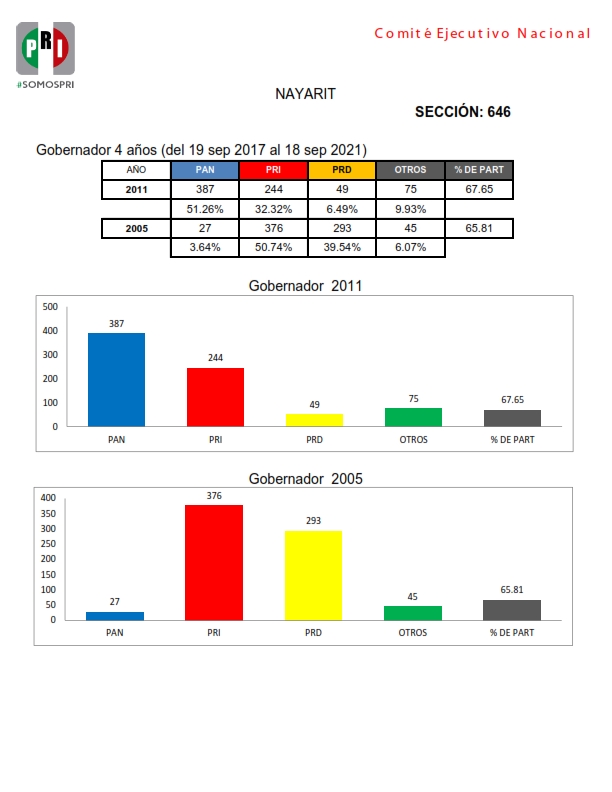 PRI
#SOMOSPRI
Comité Ejecutivo Nacional
NAYARIT
SECCIÓN: 646
Gobernador 4 años (del 19 sep 2017 al 18 sep 2021)
AÑO PAN PRI PRD OTROS % DE PART
2011 387 244 49 75 67.65
51.26% 32.32% 6.49% 9.93%
2005 27 376 293 45 65.81
3.64% 50.74% 39.54% 6.07%
Gobernador 2011
500
400
300
200
100
0
387
244
49
75
67.65
PAN PRI PRD OTROS % DE PART
Gobernador 2005
400
350
300
250
200
150
100
50
0
27
376
293
45
65.81
PAN PRI PRD OTROS % DE PART